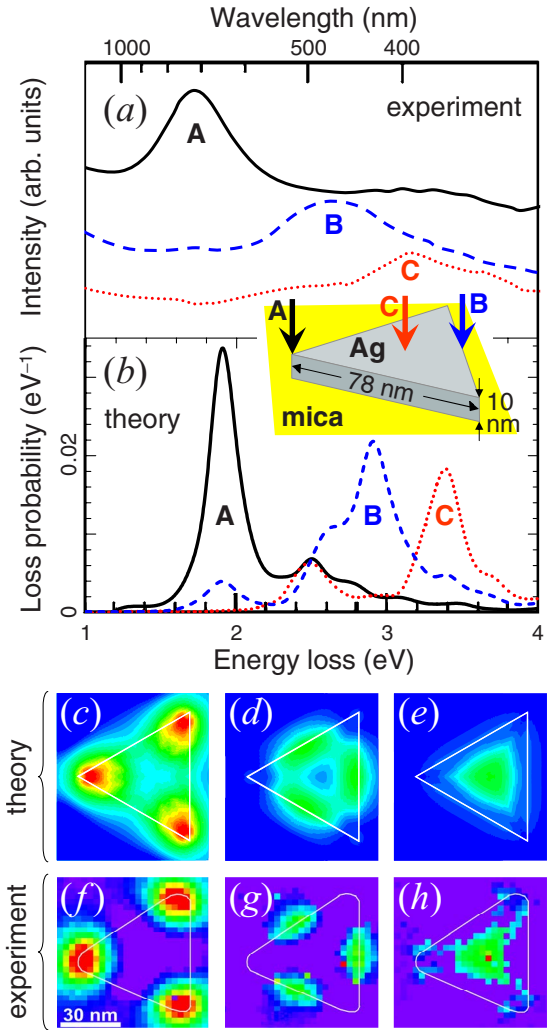 Wavelength (nm)
1000 500 400
(a)
experiment
A
B
C
Intensity (arb. units)
A
C
B
Ag
78 nm
10
nm
mica
(b)
theory
A
B
C
Loss probability (eV⁻¹)
0.02
0
1 2 3 4
Energy loss (eV)
theory
(c) (d) (e)
experiment
(f) (g) (h)
30 nm